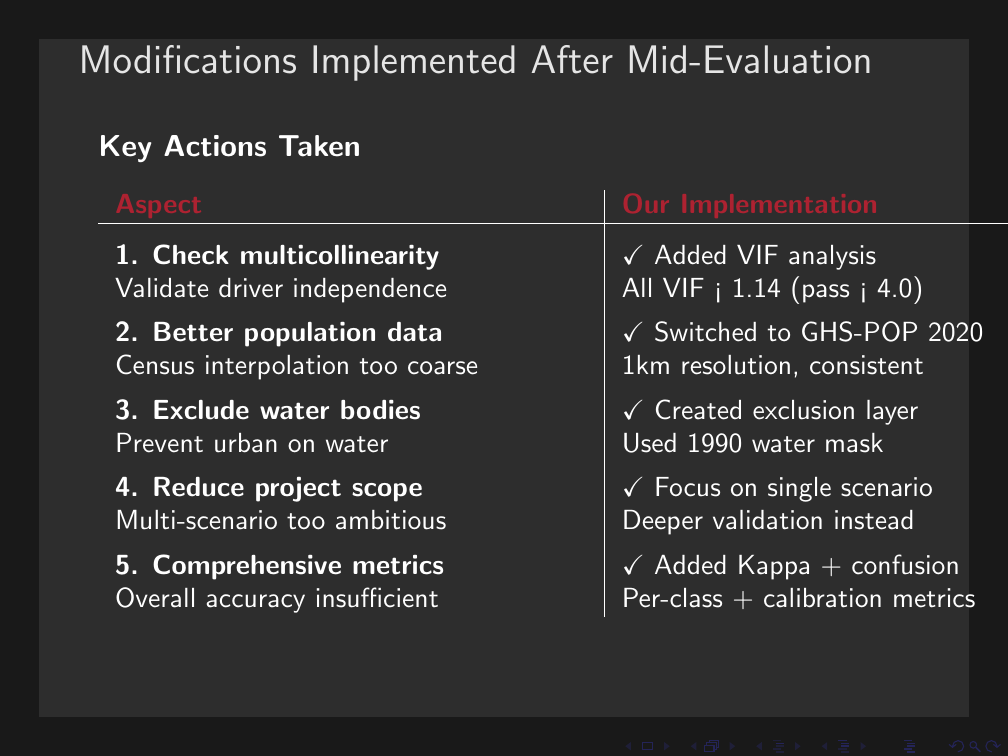 Modifications Implemented After Mid-Evaluation
Key Actions Taken
Aspect Our Implementation
1. Check multicollinearity ✓ Added VIF analysis
Validate driver independence All VIF ¡ 1.14 (pass ¡ 4.0)
2. Better population data ✓ Switched to GHS-POP 2020
Census interpolation too coarse 1km resolution, consistent
3. Exclude water bodies ✓ Created exclusion layer
Prevent urban on water Used 1990 water mask
4. Reduce project scope ✓ Focus on single scenario
Multi-scenario too ambitious Deeper validation instead
5. Comprehensive metrics ✓ Added Kappa + confusion
Overall accuracy insufficient Per-class + calibration metrics